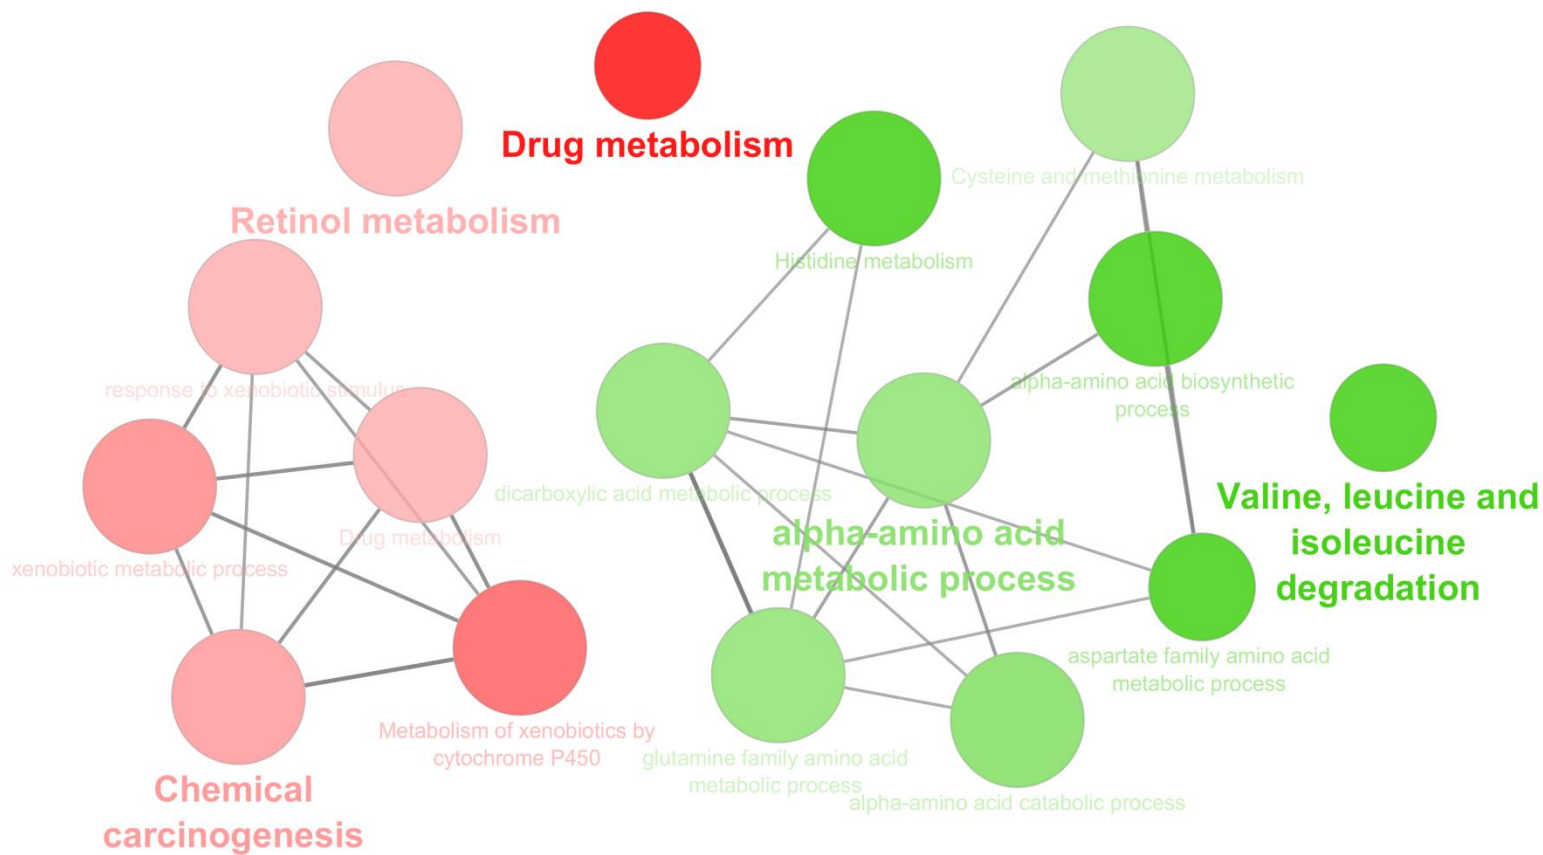 Drug metabolism
Cysteine and methionine metabolism
Retinol metabolism
Histidine metabolism
response to xenobiotic stimulus
alpha-amino acid biosynthetic
process
dicarboxylic acid metabolic process
Valine, leucine and
isoleucine
degradation
Drug metabolism
alpha-amino acid
metabolic process
xenobiotic metabolic process
aspartate family amino acid
metabolic process
Metabolism of xenobiotics by
cytochrome P450
glutamine family amino acid
metabolic process
Chemical
carcinogenesis
alpha-amino acid catabolic process